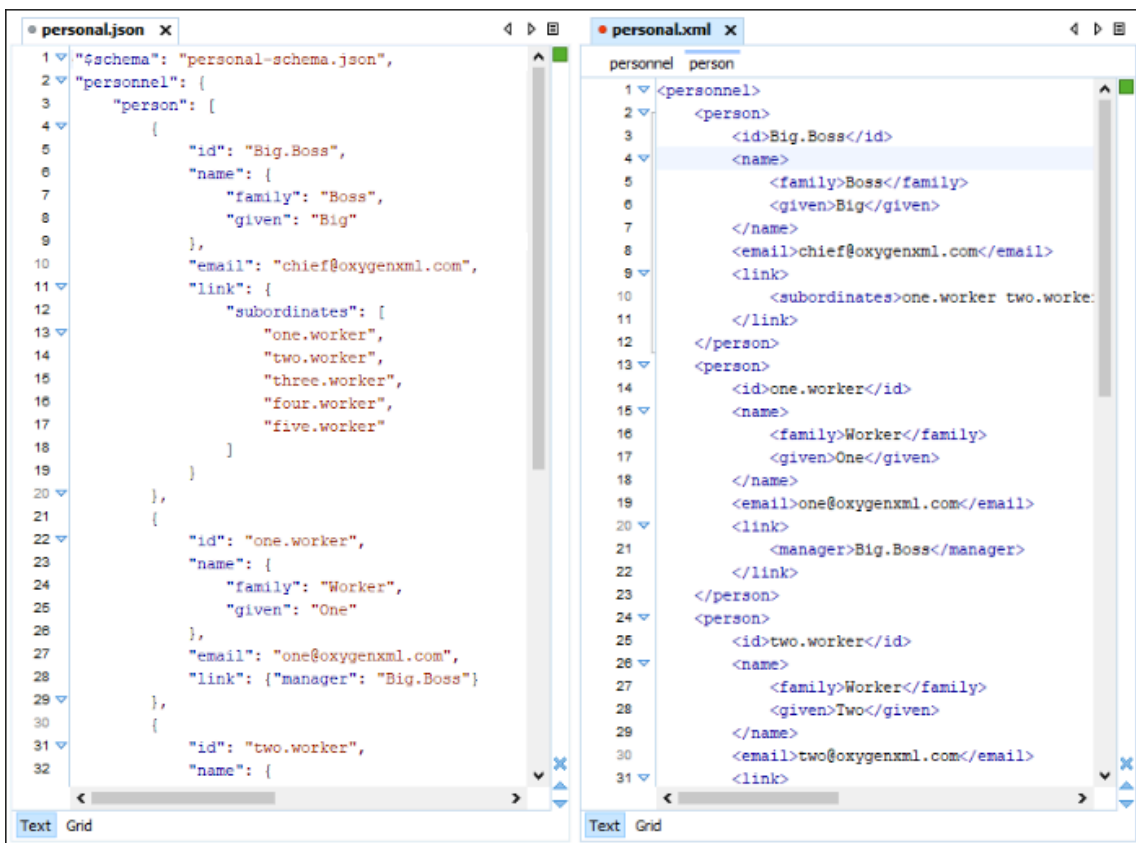 personal.json
1 "$schema": "personal-schema.json",
2 "personnel": {
3 "person": [
4 {
5 "id": "Big.Boss",
6 "name": {
7 "family": "Boss",
8 "given": "Big"
9 },
10 "email": "chief@oxygenxml.com",
11 "link": {
12 "subordinates": [
13 "one.worker",
14 "two.worker",
15 "three.worker",
16 "four.worker",
17 "five.worker"
18 ]
19 }
20 },
21 {
22 "id": "one.worker",
23 "name": {
24 "family": "Worker",
25 "given": "One"
26 },
27 "email": "one@oxygenxml.com",
28 "link": {"manager": "Big.Boss"}
29 },
30 {
31 "id": "two.worker",
32 "name": {
Text Grid
personal.xml
personnel person
1 <personnel>
2 <person>
3 <id>Big.Boss</id>
4 <name>
5 <family>Boss</family>
6 <given>Big</given>
7 </name>
8 <email>chief@oxygenxml.com</email>
9 <link>
10 <subordinates>one.worker two.worke
11 </link>
12 </person>
13 <person>
14 <id>one.worker</id>
15 <name>
16 <family>Worker</family>
17 <given>One</given>
18 </name>
19 <email>one@oxygenxml.com</email>
20 <link>
21 <manager>Big.Boss</manager>
22 </link>
23 </person>
24 <person>
25 <id>two.worker</id>
26 <name>
27 <family>Worker</family>
28 <given>Two</given>
29 </name>
30 <email>two@oxygenxml.com</email>
31 <link>
Text Grid